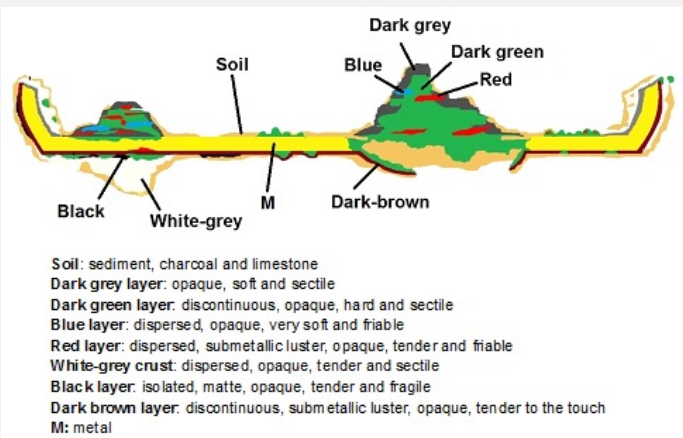 Dark grey
Dark green
Soil
Blue
Red
Black
White-grey
M
Dark-brown
Soil: sediment, charcoal and limestone
Dark grey layer: opaque, soft and sectile
Dark green layer: discontinuous, opaque, hard and sectile
Blue layer: dispersed, opaque, very soft and friable
Red layer: dispersed, submetallic luster, opaque, tender and friable
White-grey crust: dispersed, opaque, tender and sectile
Black layer: isolated, matte, opaque, tender and fragile
Dark brown layer: discontinuous, submetallic luster, opaque, tender to the touch
M: metal